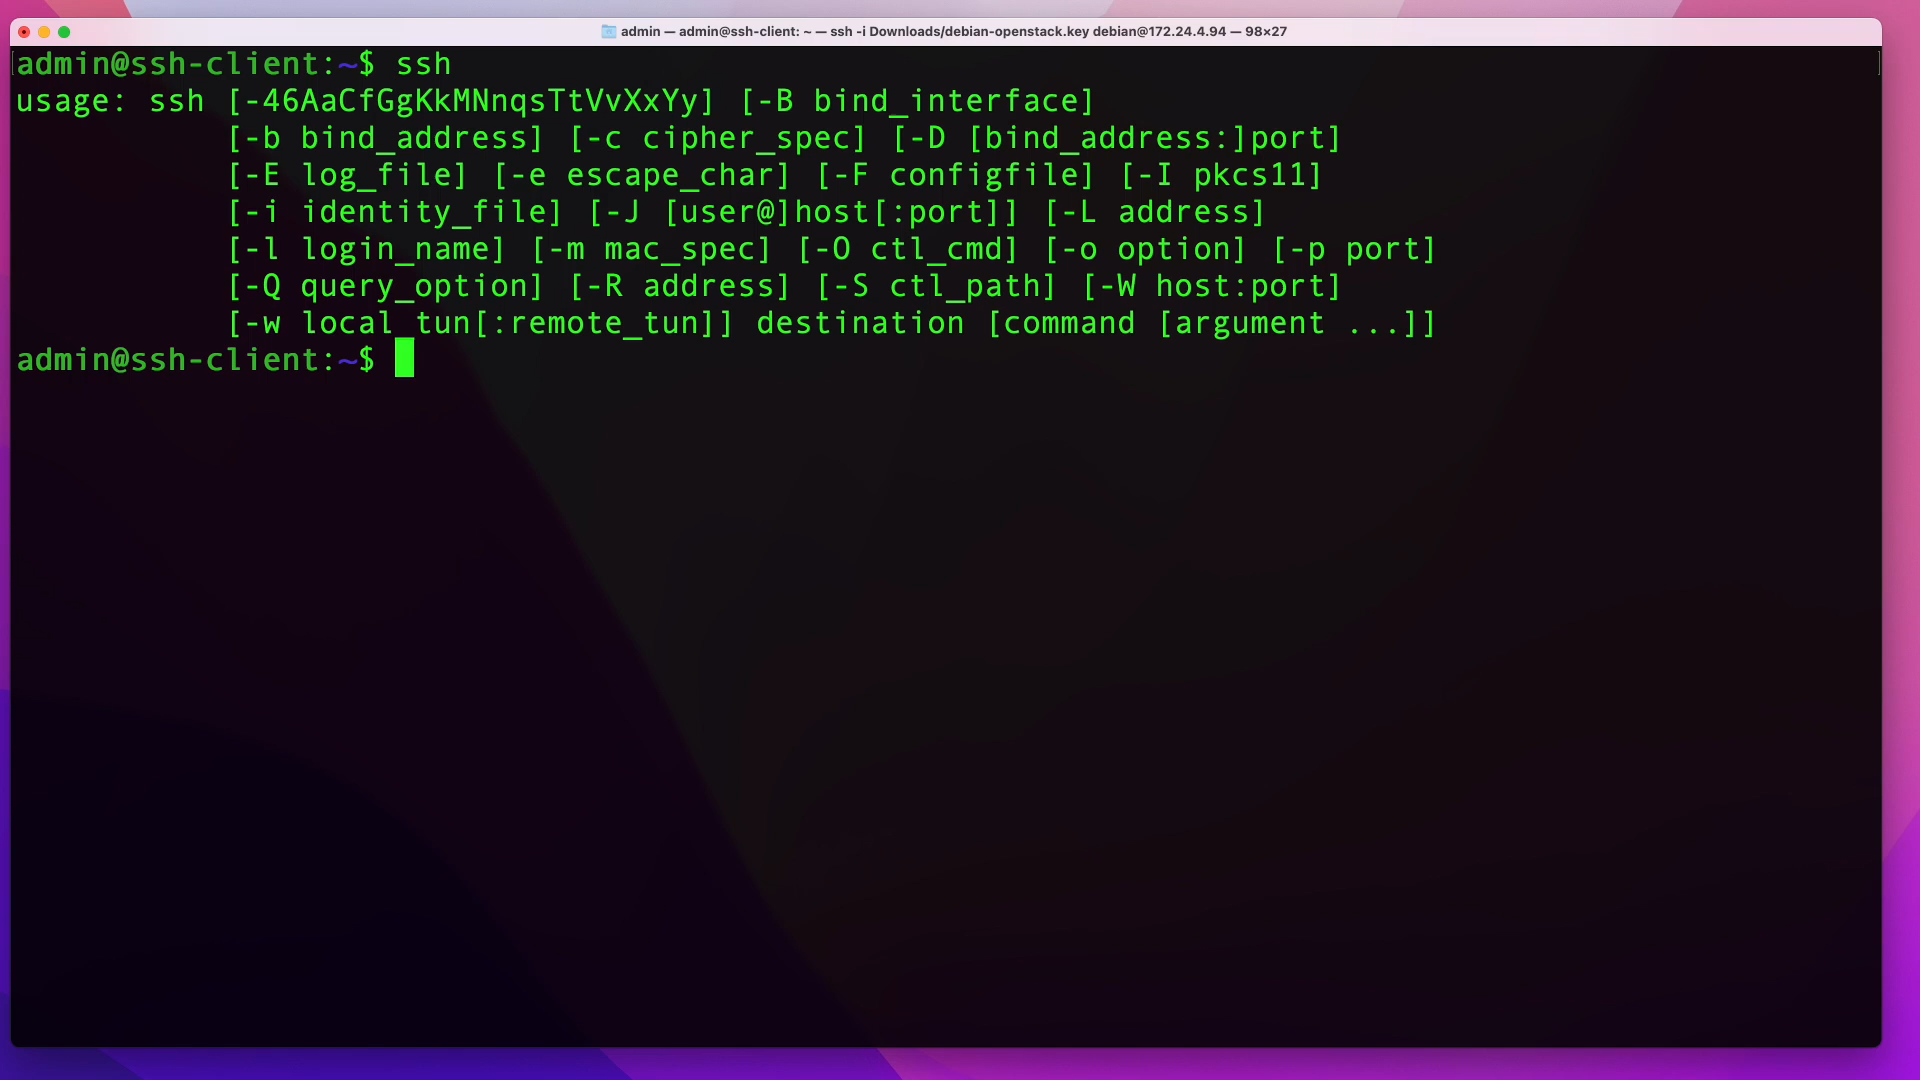 admin — admin@ssh-client: ~ — ssh -i Downloads/debian-openstack.key debian@172.24.4.94 — 98×27
admin@ssh-client:~$ ssh
usage: ssh [-46AaCfGgKkMNnqsTtVvXxYy] [-B bind_interface]
           [-b bind_address] [-c cipher_spec] [-D [bind_address:]port]
           [-E log_file] [-e escape_char] [-F configfile] [-I pkcs11]
           [-i identity_file] [-J [user@]host[:port]] [-L address]
           [-l login_name] [-m mac_spec] [-O ctl_cmd] [-o option] [-p port]
           [-Q query_option] [-R address] [-S ctl_path] [-W host:port]
           [-w local_tun[:remote_tun]] destination [command [argument ...]]
admin@ssh-client:~$